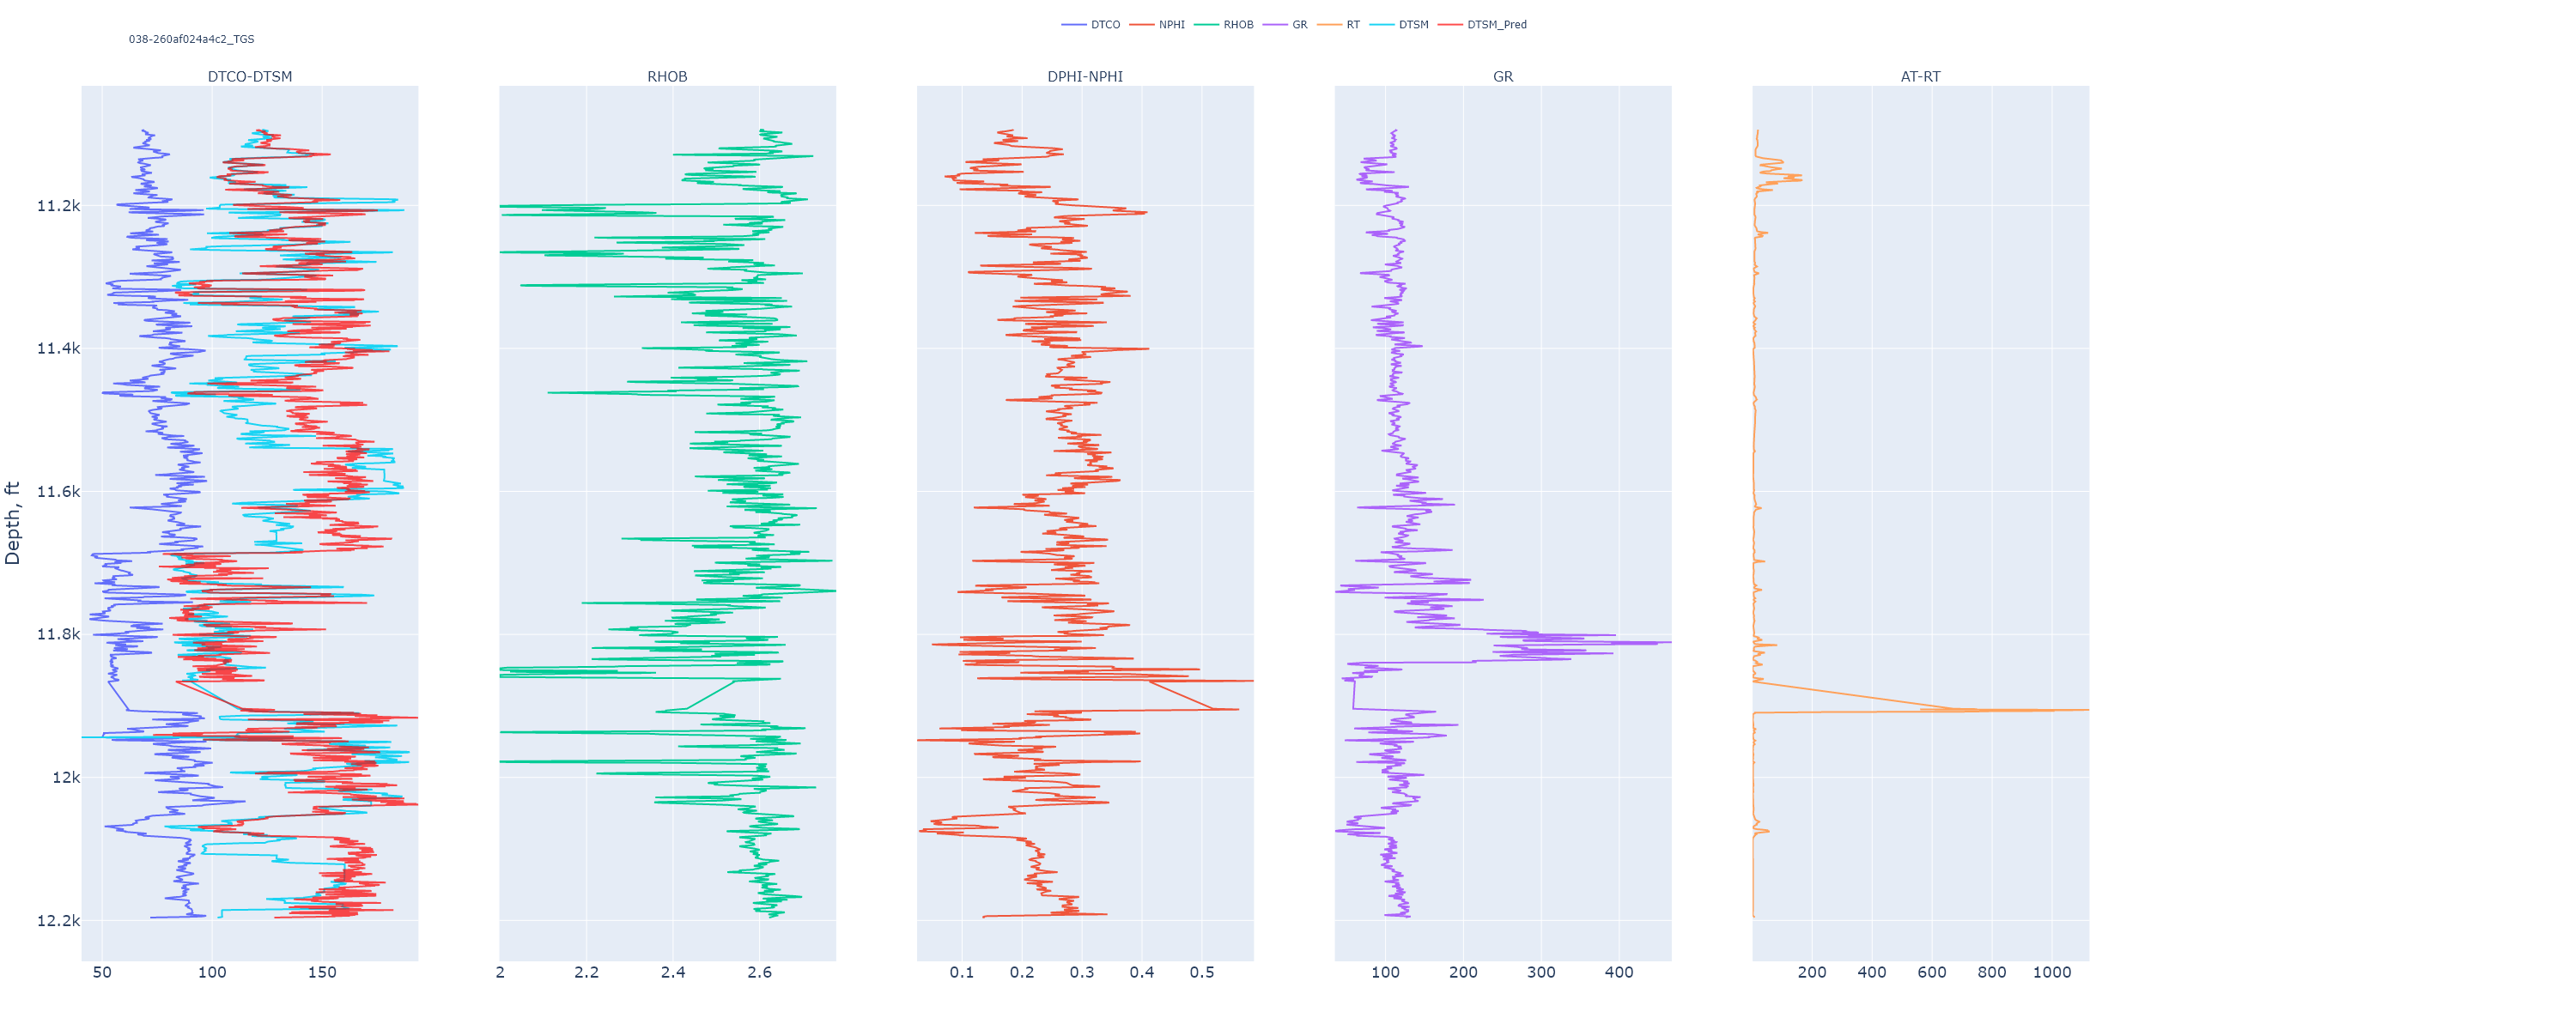 DTCO NPHI RHOB GR RT DTSM DTSM_Pred
038-260af024a4c2_TGS
DTCO-DTSM RHOB DPHI-NPHI GR AT-RT
Depth, ft
11.2k
11.4k
11.6k
11.8k
12k
12.2k
50 100 150 2 2.2 2.4 2.6 0.1 0.2 0.3 0.4 0.5 100 200 300 400 200 400 600 800 1000